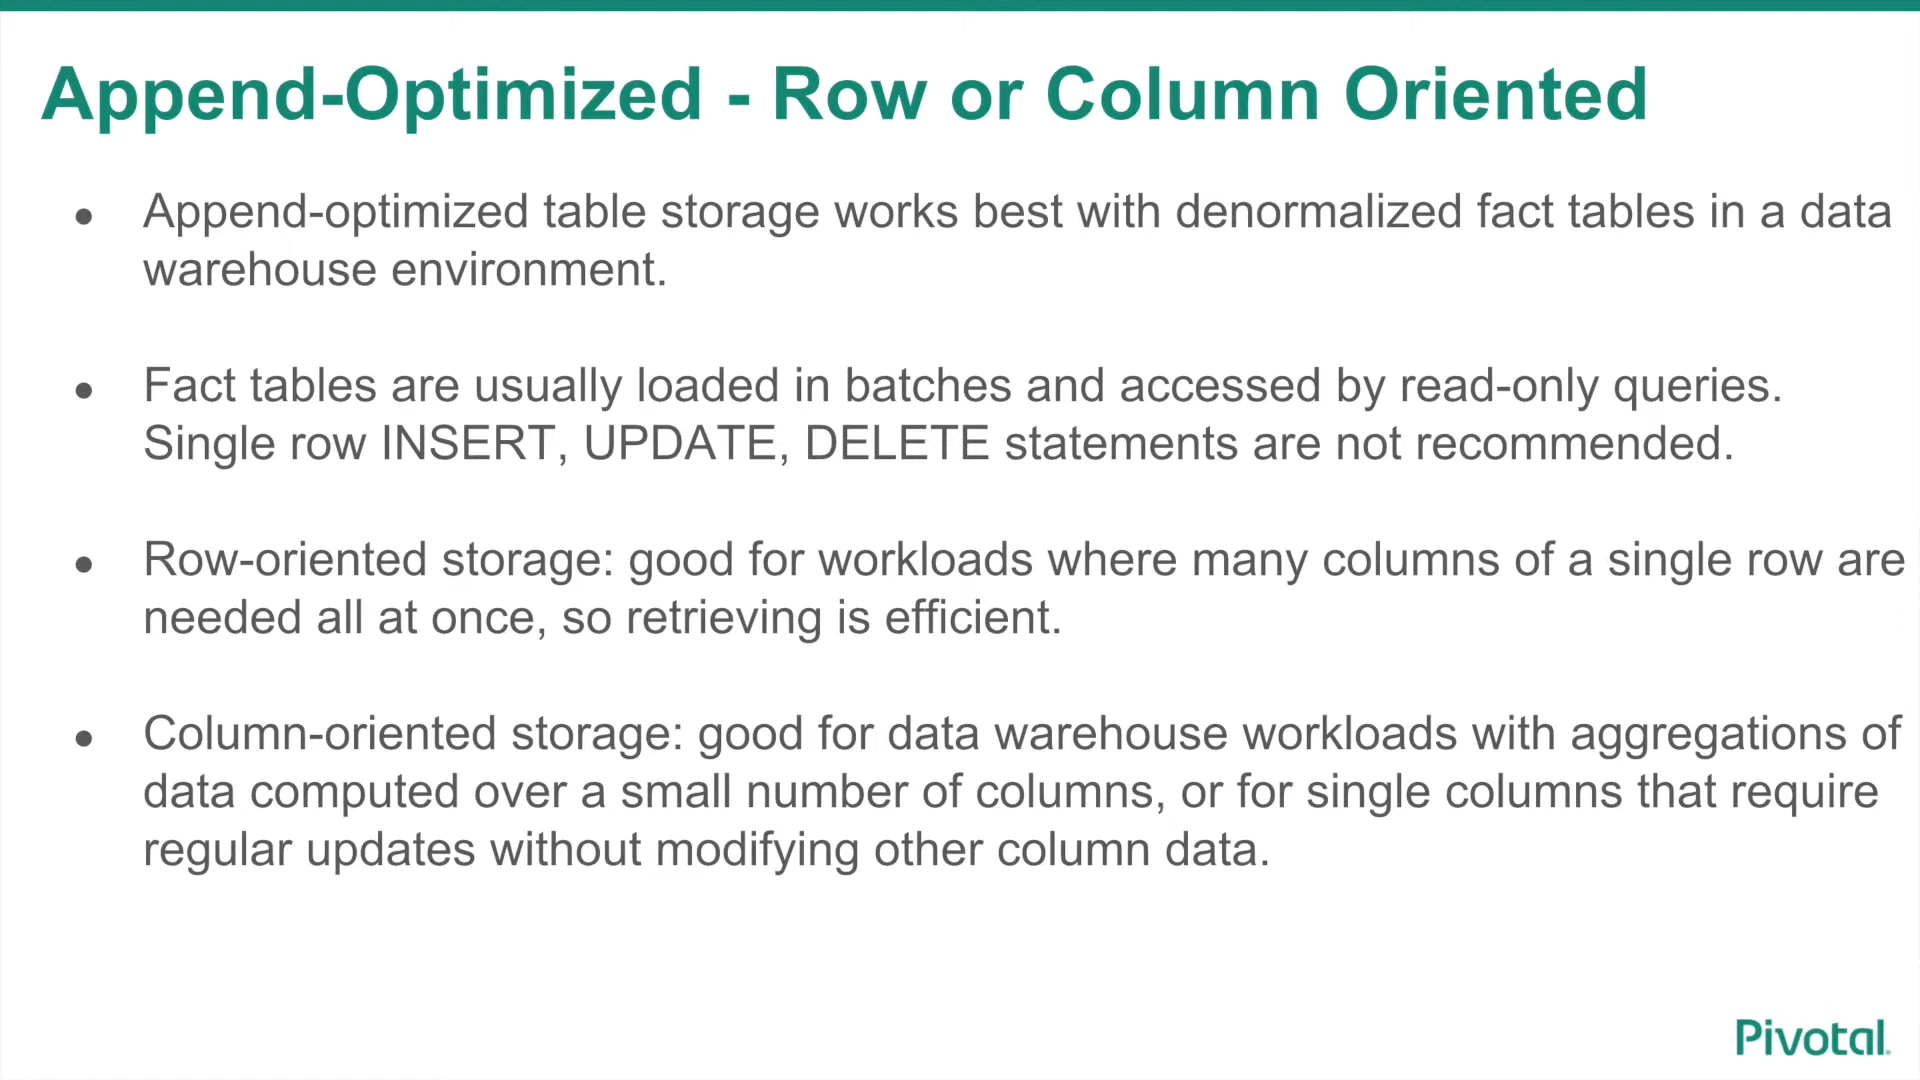 Append-Optimized - Row or Column Oriented
● Append-optimized table storage works best with denormalized fact tables in a data
warehouse environment.
● Fact tables are usually loaded in batches and accessed by read-only queries.
Single row INSERT, UPDATE, DELETE statements are not recommended.
● Row-oriented storage: good for workloads where many columns of a single row are
needed all at once, so retrieving is efficient.
● Column-oriented storage: good for data warehouse workloads with aggregations of
data computed over a small number of columns, or for single columns that require
regular updates without modifying other column data.
Pivotal.